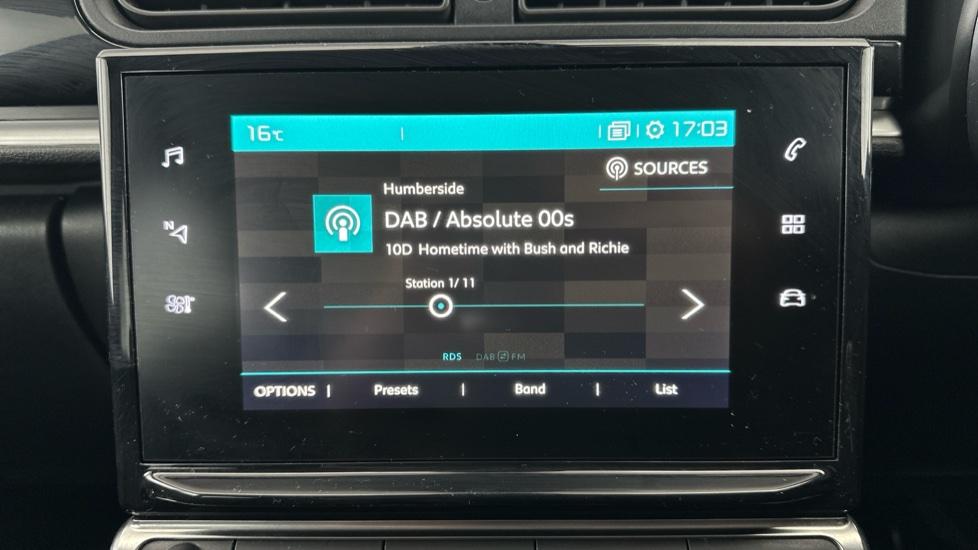 16°C
17:03
SOURCES
Humberside
DAB / Absolute 00s
10D Hometime with Bush and Richie
Station 1/11
RDS DAB FM
OPTIONS | Presets | Band | List
N